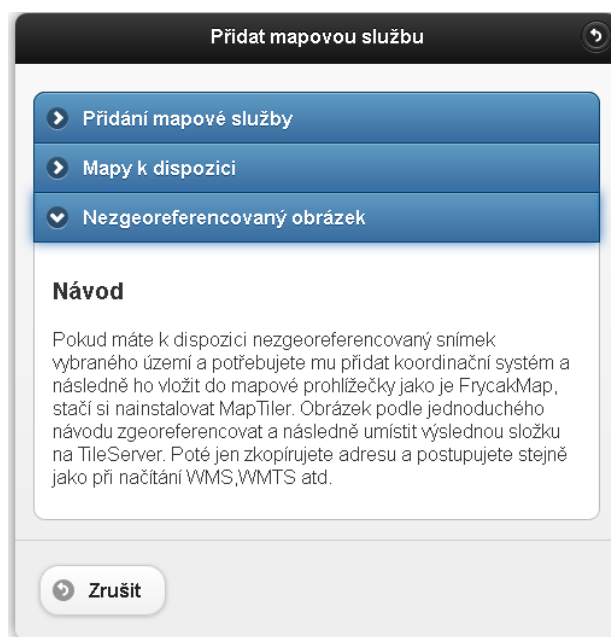 Přidat mapovou službu
Přidání mapové služby
Mapy k dispozici
Nezgeoreferencovaný obrázek
Návod
Pokud máte k dispozici nezgeoreferencovaný snímek
vybraného území a potřebujete mu přidat koordinační systém a
následně ho vložit do mapové prohlížečky jako je FrycakMap,
stačí si nainstalovat MapTiler. Obrázek podle jednoduchého
návodu zgeoreferencovat a následně umístit výslednou složku
na TileServer. Poté jen zkopírujete adresu a postupujete stejně
jako při načítání WMS,WMTS atd.
Zrušit